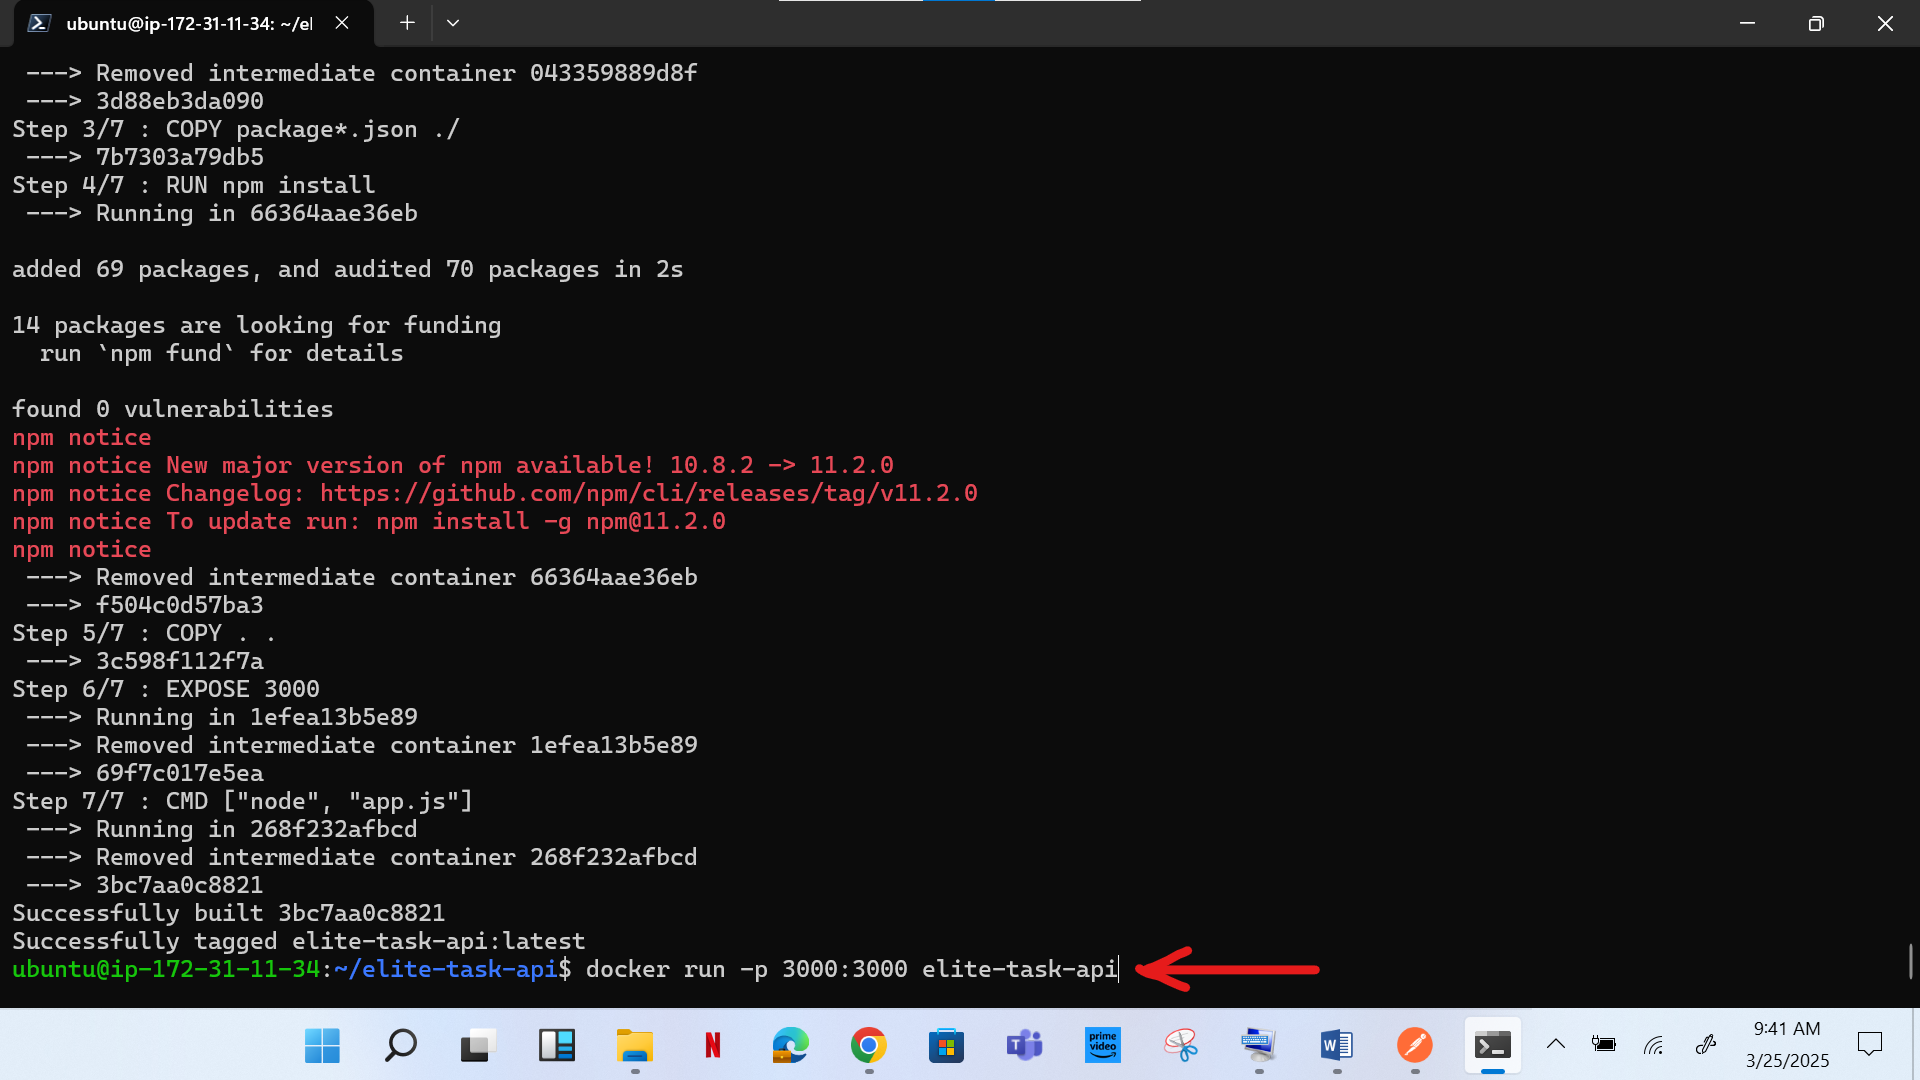 ubuntu@ip-172-31-11-34: ~/el
---> Removed intermediate container 043359889d8f
---> 3d88eb3da090
Step 3/7 : COPY package*.json ./
---> 7b7303a79db5
Step 4/7 : RUN npm install
---> Running in 66364aae36eb
added 69 packages, and audited 70 packages in 2s
14 packages are looking for funding
run `npm fund` for details
found 0 vulnerabilities
npm notice
npm notice New major version of npm available! 10.8.2 -> 11.2.0
npm notice Changelog: https://github.com/npm/cli/releases/tag/v11.2.0
npm notice To update run: npm install -g npm@11.2.0
npm notice
---> Removed intermediate container 66364aae36eb
---> f504c0d57ba3
Step 5/7 : COPY . .
---> 3c598f112f7a
Step 6/7 : EXPOSE 3000
---> Running in 1efea13b5e89
---> Removed intermediate container 1efea13b5e89
---> 69f7c017e5ea
Step 7/7 : CMD ["node", "app.js"]
---> Running in 268f232afbcd
---> Removed intermediate container 268f232afbcd
---> 3bc7aa0c8821
Successfully built 3bc7aa0c8821
Successfully tagged elite-task-api:latest
ubuntu@ip-172-31-11-34:~/elite-task-api$ docker run -p 3000:3000 elite-task-api
N
T
prime video
W
9:41 AM
3/25/2025